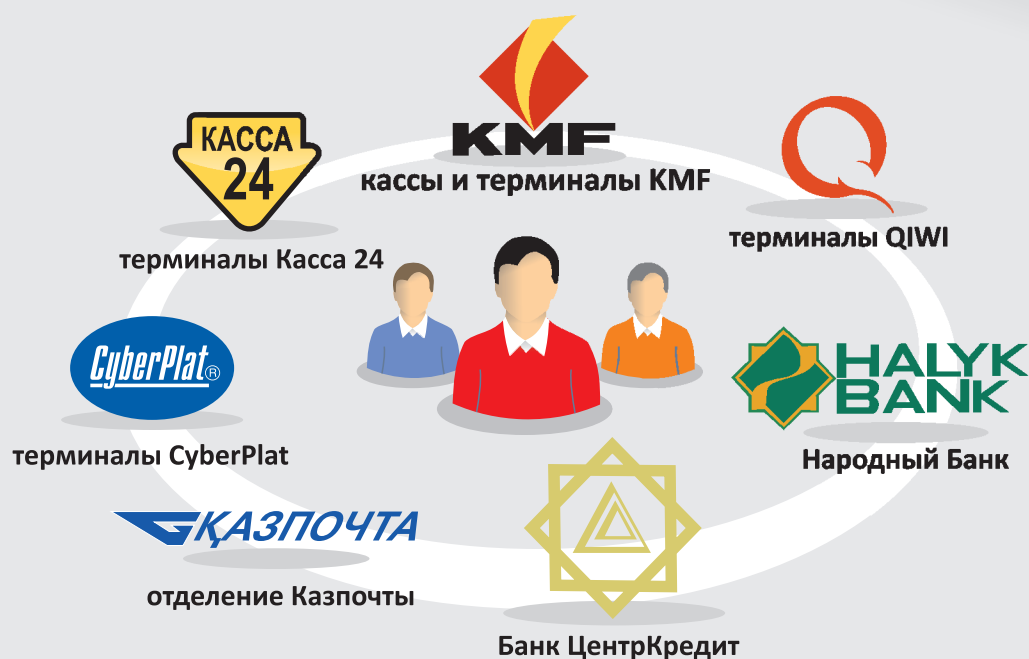 KMF
кассы и терминалы KMF
КАССА
24
терминалы Касса 24
терминалы QIWI
CyberPlat®
терминалы CyberPlat
HALYK
BANK
Народный Банк
ҚАЗПОЧТА
отделение Казпочты
Банк ЦентрКредит